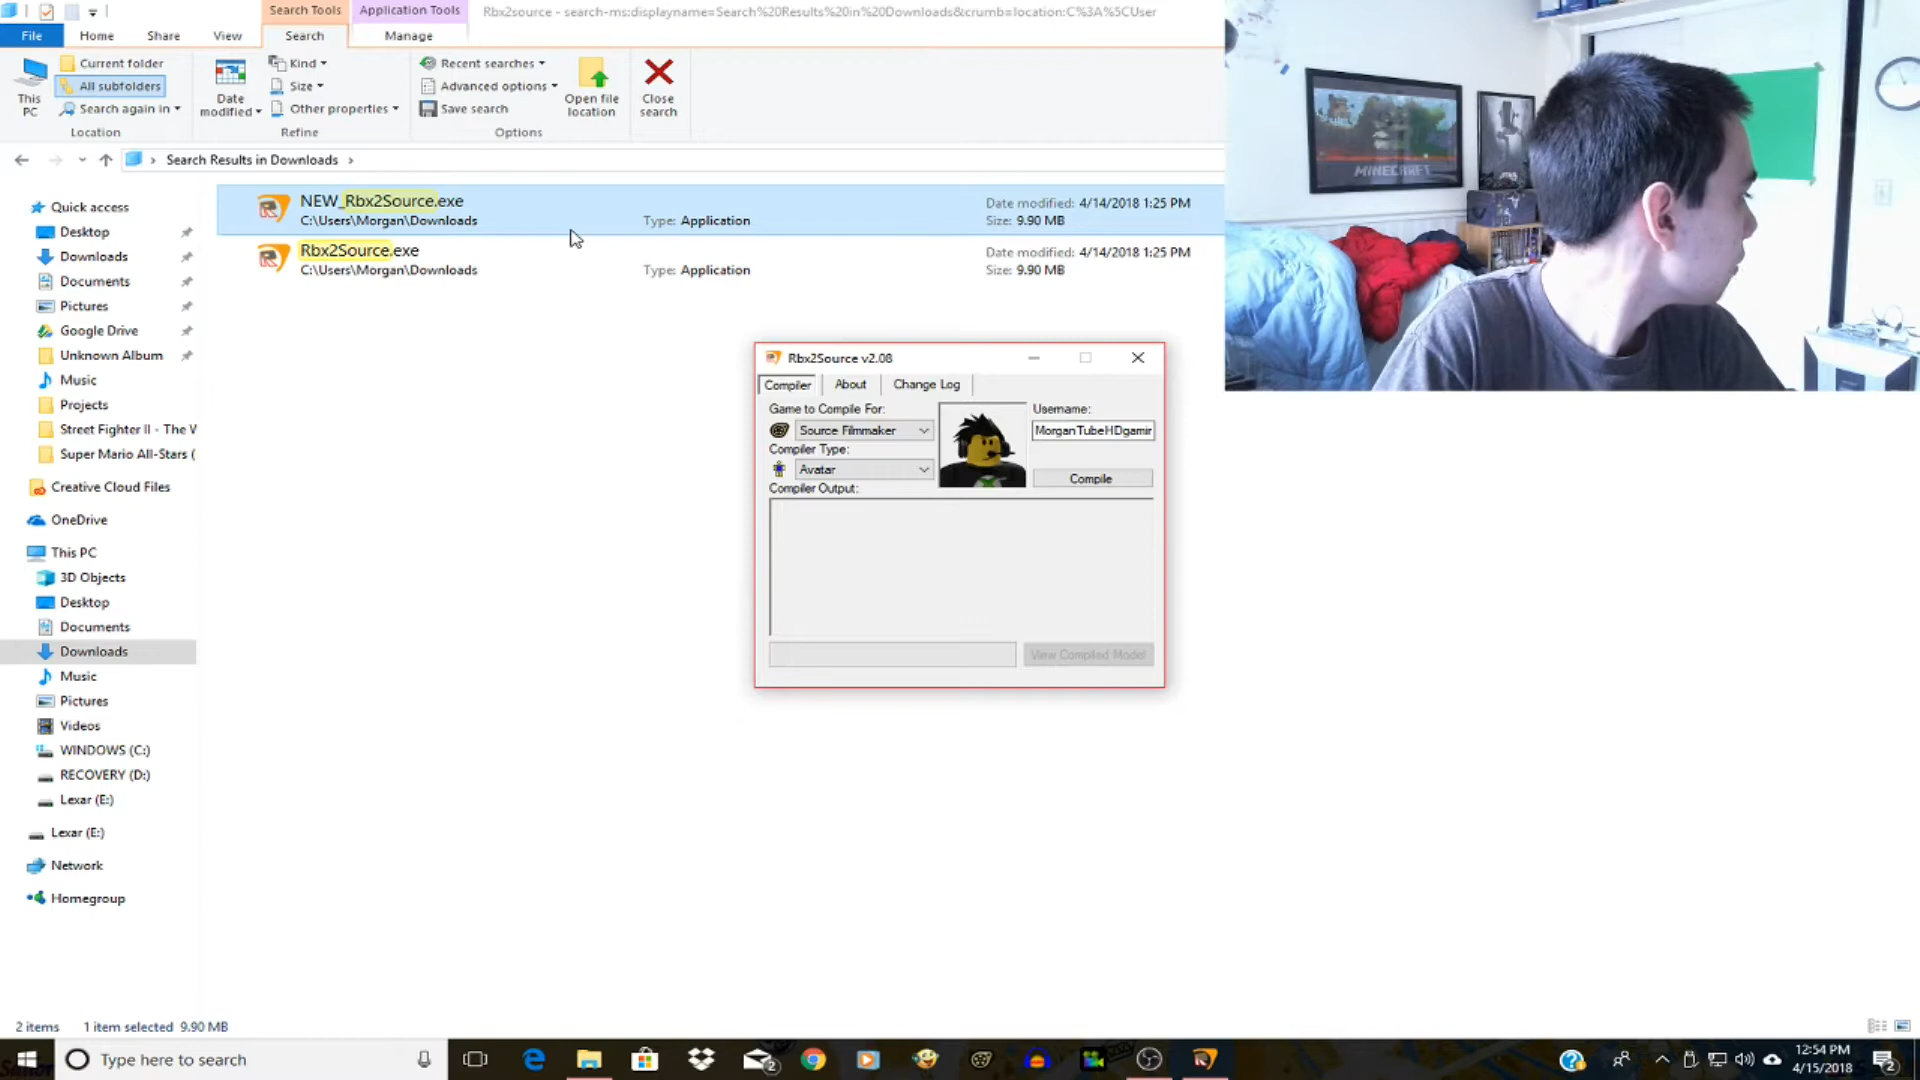 Search Tools
Application Tools
Rbx2source - search-ms:displayname=Search%20Results%20in%20Downloads&crumb=location:C%3A%5CUser
File
Home
Share
View
Search
Manage
This PC
Current folder
All subfolders
Search again in
Location
Date modified
Kind
Size
Other properties
Refine
Recent searches
Advanced options
Save search
Options
Open file location
Close search
Search Results in Downloads
Quick access
Desktop
Downloads
Documents
Pictures
Google Drive
Unknown Album
Music
Projects
Street Fighter II - The W
Super Mario All-Stars (
Creative Cloud Files
OneDrive
This PC
3D Objects
Desktop
Documents
Downloads
Music
Pictures
Videos
WINDOWS (C:)
RECOVERY (D:)
Lexar (E:)
Lexar (E:)
Network
Homegroup
NEW_Rbx2Source.exe
C:\Users\Morgan\Downloads
Type: Application
Date modified: 4/14/2018 1:25 PM
Size: 9.90 MB
Rbx2Source.exe
C:\Users\Morgan\Downloads
Type: Application
Date modified: 4/14/2018 1:25 PM
Size: 9.90 MB
Rbx2Source v2.08
Compiler
About
Change Log
Game to Compile For:
Source Filmmaker
Compiler Type:
Avatar
Compiler Output:
Username:
MorganTubeHDgamin
Compile
View Compiled Model
MINECRAFT
2 items
1 item selected 9.90 MB
Type here to search
2
12:54 PM
4/15/2018
2